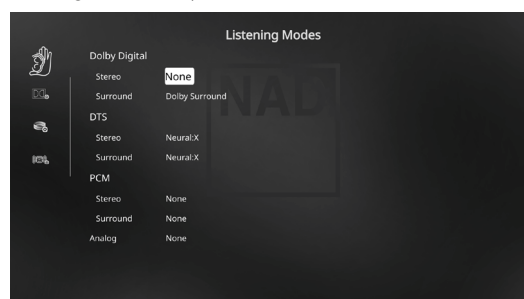 Listening Modes
Dolby Digital
Stereo None
Surround Dolby Surround
NAD
DTS
Stereo Neural:X
Surround Neural:X
PCM
Stereo None
Surround None
Analog None